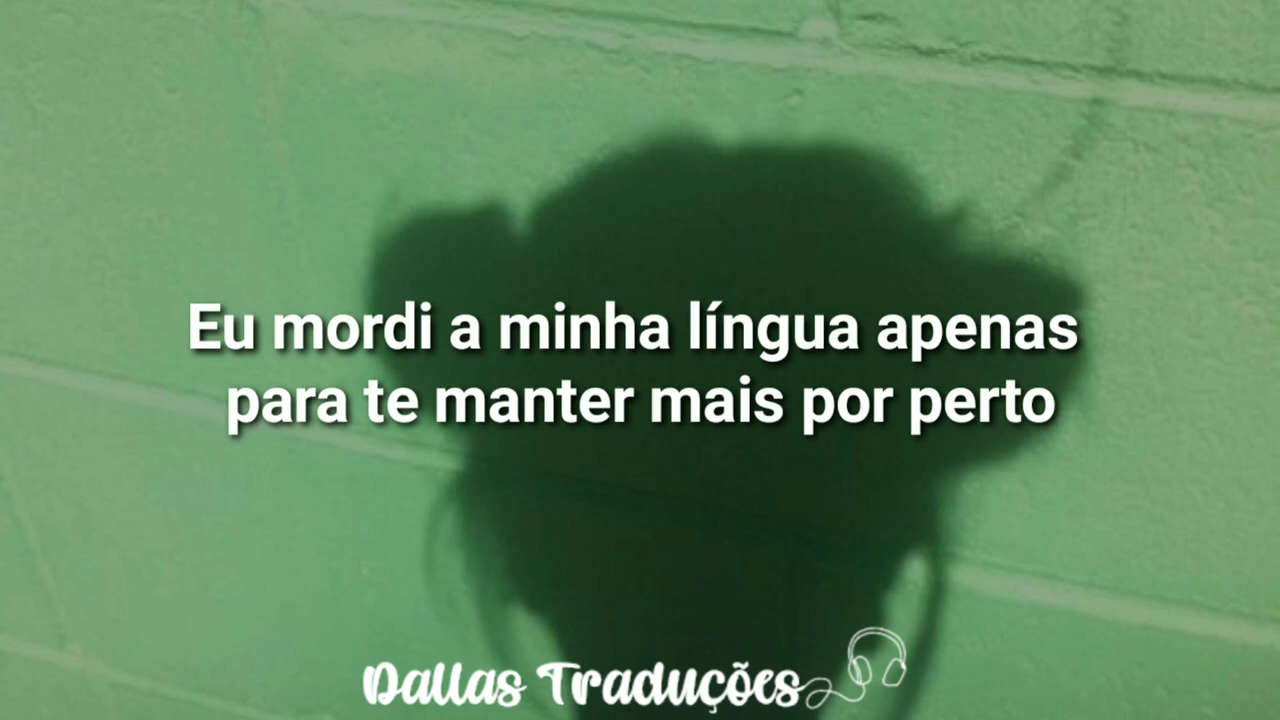 Eu mordi a minha língua apenas
para te manter mais por perto
Dallas Traduções